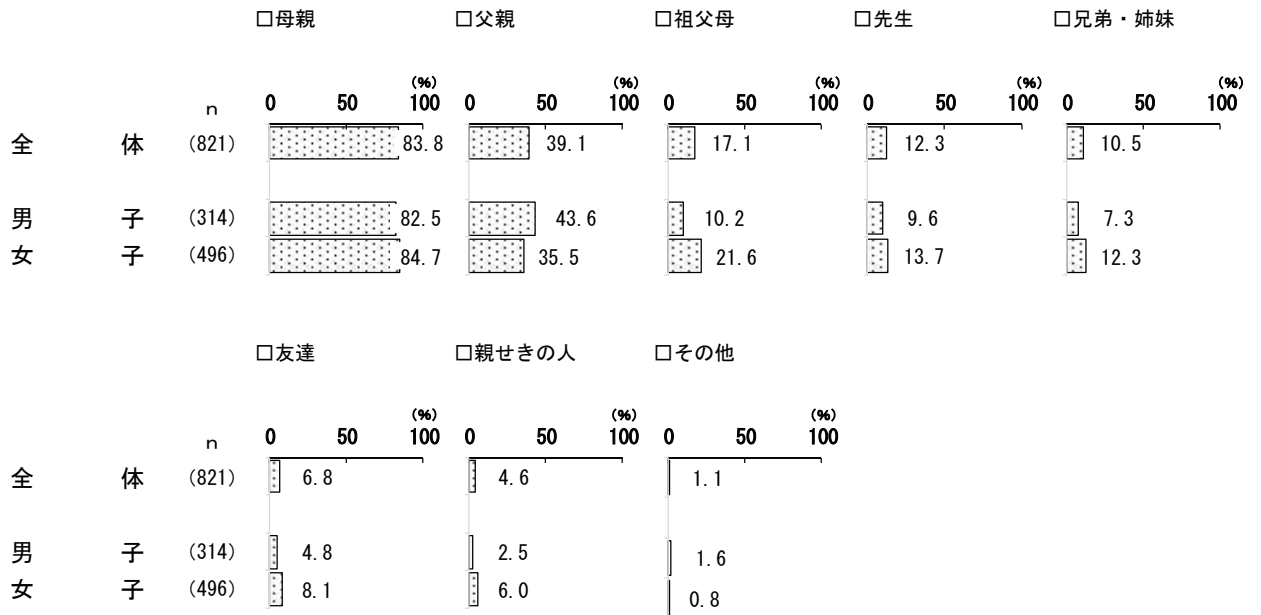 □母親 □父親 □祖父母 □先生 □兄弟・姉妹
(%) (%) (%) (%) (%)
n 0 50 100 0 50 100 0 50 100 0 50 100 0 50 100
全体 (821) 83.8 39.1 17.1 12.3 10.5
男子 (314) 82.5 43.6 10.2 9.6 7.3
女子 (496) 84.7 35.5 21.6 13.7 12.3
□友達 □親せきの人 □その他
(%) (%) (%)
n 0 50 100 0 50 100 0 50 100
全体 (821) 6.8 4.6 1.1
男子 (314) 4.8 2.5 1.6
女子 (496) 8.1 6.0 0.8